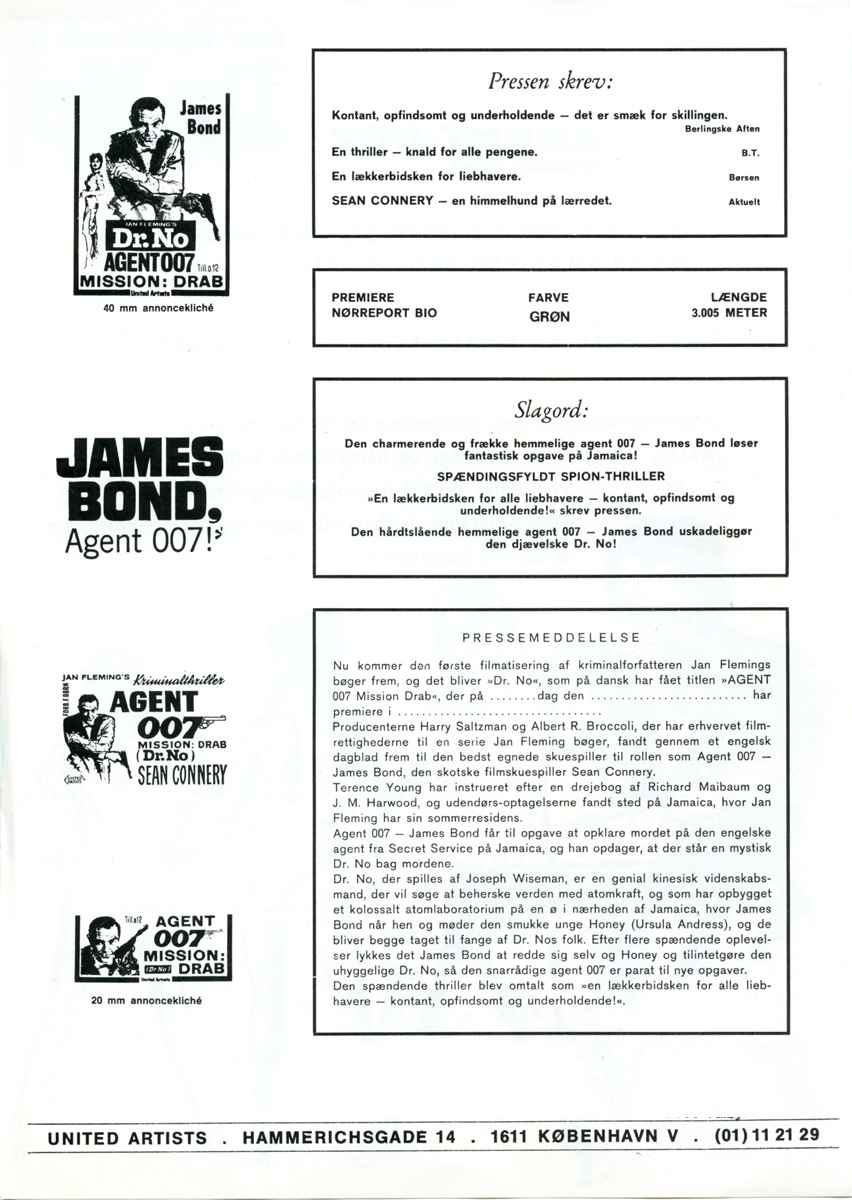 James
Bond
JAN FLEMING'S
Dr. No
AGENT 007 Till.o.12
MISSION: DRAB
United Artists
40 mm annoncekliché
JAMES
BOND,
Agent 007!
JAN FLEMING'S Kriminalthriller
FORB. F. BØRN
AGENT
007
MISSION: DRAB
(Dr. No)
SEAN CONNERY
Till.o.12 AGENT
007
MISSION:
(Dr No) DRAB
United Artists
20 mm annoncekliché
Pressen skrev:
Kontant, opfindsomt og underholdende – det er smæk for skillingen.
Berlingske Aften
En thriller – knald for alle pengene. B.T.
En lækkerbidsken for liebhavere. Børsen
SEAN CONNERY – en himmelhund på lærredet. Aktuelt
PREMIERE FARVE LÆNGDE
NØRREPORT BIO GRØN 3.005 METER
Slagord:
Den charmerende og frække hemmelige agent 007 – James Bond løser
fantastisk opgave på Jamaica!
SPÆNDINGSFYLDT SPION-THRILLER
»En lækkerbidsken for alle liebhavere – kontant, opfindsomt og
underholdende!« skrev pressen.
Den hårdtslående hemmelige agent 007 – James Bond uskadeliggør
den djævelske Dr. No!
PRESSEMEDDELELSE
Nu kommer den første filmatisering af kriminalforfatteren Jan Flemings
bøger frem, og det bliver »Dr. No«, som på dansk har fået titlen »AGENT
007 Mission Drab«, der på ........dag den .......................... har
premiere i ..................................
Producenterne Harry Saltzman og Albert R. Broccoli, der har erhvervet film-
rettighederne til en serie Jan Fleming bøger, fandt gennem et engelsk
dagblad frem til den bedst egnede skuespiller til rollen som Agent 007 –
James Bond, den skotske filmskuespiller Sean Connery.
Terence Young har instrueret efter en drejebog af Richard Maibaum og
J. M. Harwood, og udendørs-optagelserne fandt sted på Jamaica, hvor Jan
Fleming har sin sommerresidens.
Agent 007 – James Bond får til opgave at opklare mordet på den engelske
agent fra Secret Service på Jamaica, og han opdager, at der står en mystisk
Dr. No bag mordene.
Dr. No, der spilles af Joseph Wiseman, er en genial kinesisk videnskabs-
mand, der vil søge at beherske verden med atomkraft, og som har opbygget
et kolossalt atomlaboratorium på en ø i nærheden af Jamaica, hvor James
Bond når hen og møder den smukke unge Honey (Ursula Andress), og de
bliver begge taget til fange af Dr. Nos folk. Efter flere spændende oplevel-
ser lykkes det James Bond at redde sig selv og Honey og tilintetgøre den
uhyggelige Dr. No, så den snarrådige agent 007 er parat til nye opgaver.
Den spændende thriller blev omtalt som »en lækkerbidsken for alle lieb-
havere – kontant, opfindsomt og underholdende!«.
UNITED ARTISTS . HAMMERICHSGADE 14 . 1611 KØBENHAVN V . (01) 11 21 29